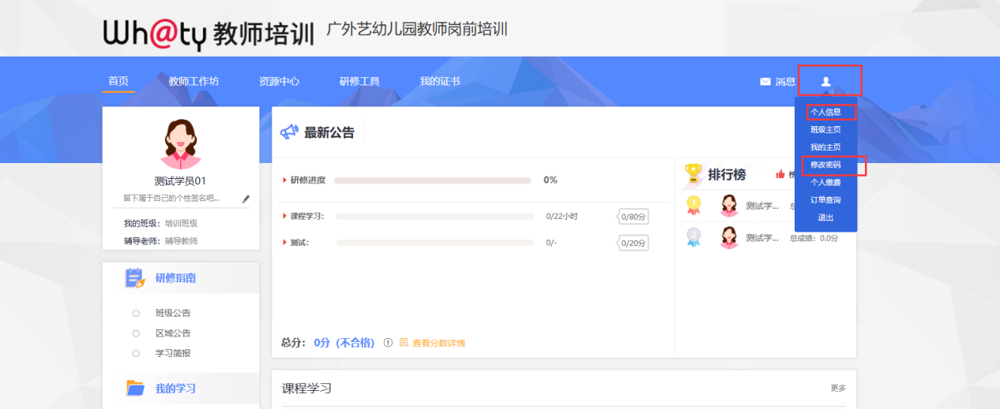 Wh@ty 教师培训 广外艺幼儿园教师岗前培训
首页 教师工作坊 资源中心 研修工具 我的证书 消息
个人信息
班级主页
我的主页
修改密码
个人缴费
订单查询
退出
测试学员01
留下属于自己的个性签名吧...
我的班级: 培训班级
辅导老师: 辅导教师
研修指南
班级公告
区域公告
学习简报
我的学习
最新公告
研修进度 0%
课程学习: 0/22小时 0/80分
测试: 0/- 0/20分
总分: 0分 (不合格) 查看分数详情
排行榜
1 测试学...
2 测试学... 总成绩: 0.0分
课程学习 更多